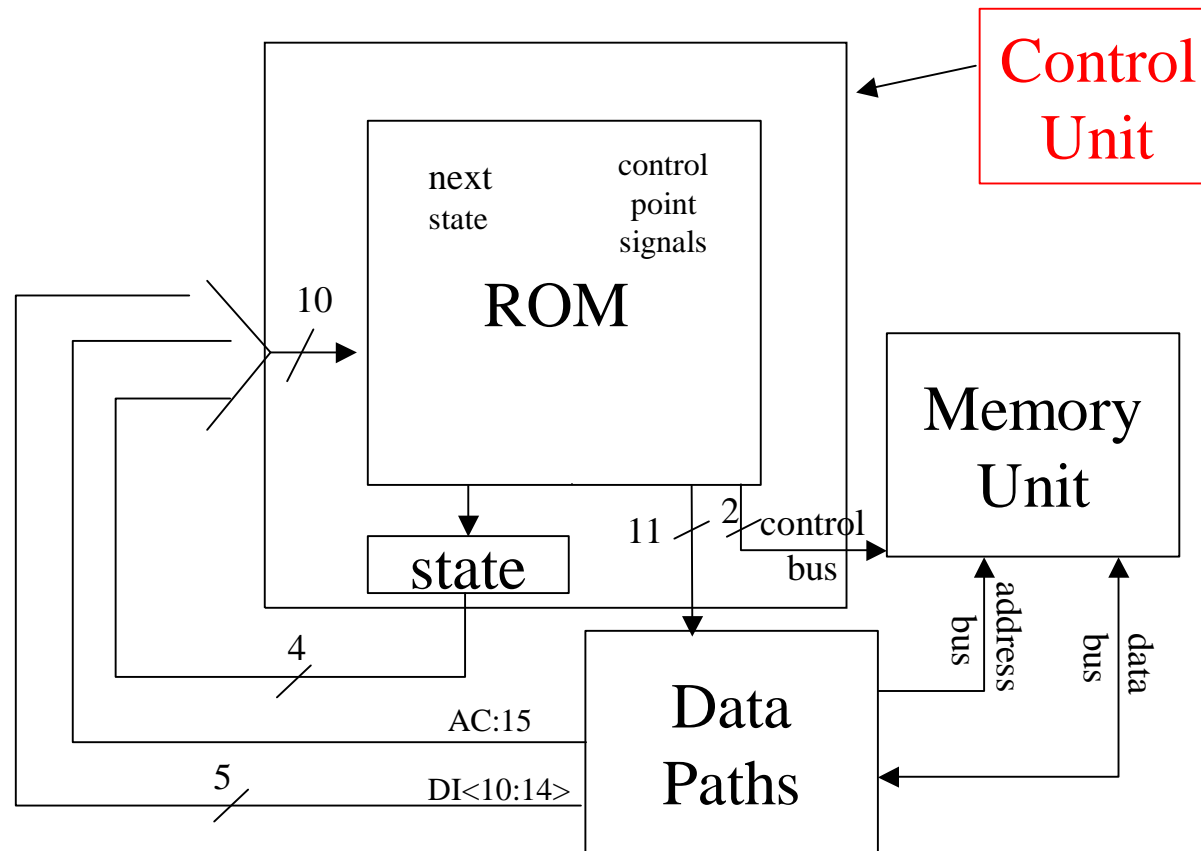 Control
Unit
next
state
control
point
signals
ROM
10
Memory
Unit
11
2
control
bus
state
address
bus
data
bus
4
Data
Paths
AC:15
5
DI<10:14>